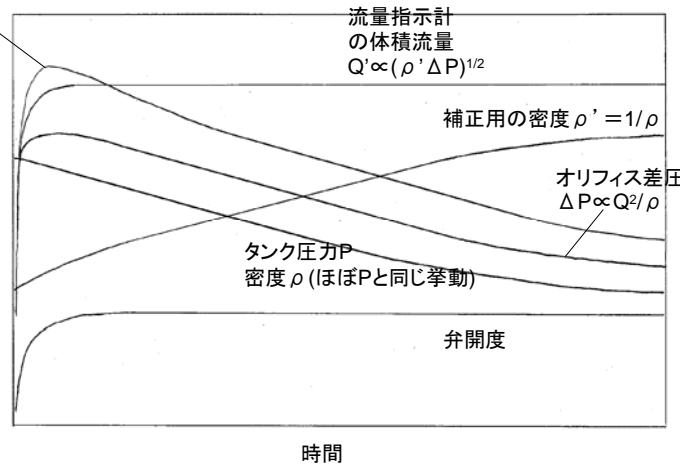 流量指示計
の体積流量
Q'∝(ρ'ΔP)1/2
補正用の密度ρ'＝1/ρ
オリフィス差圧
ΔP∝Q2/ρ
タンク圧力P
密度ρ(ほぼPと同じ挙動)
弁開度
時間